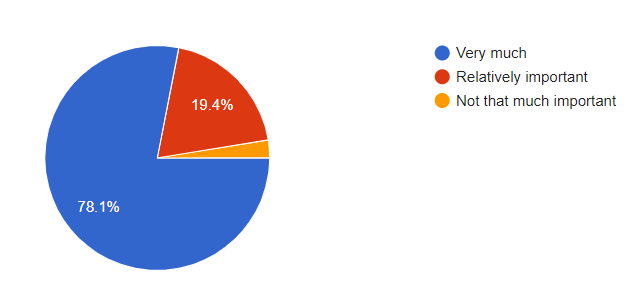 Very much
Relatively important
Not that much important
19.4%
78.1%